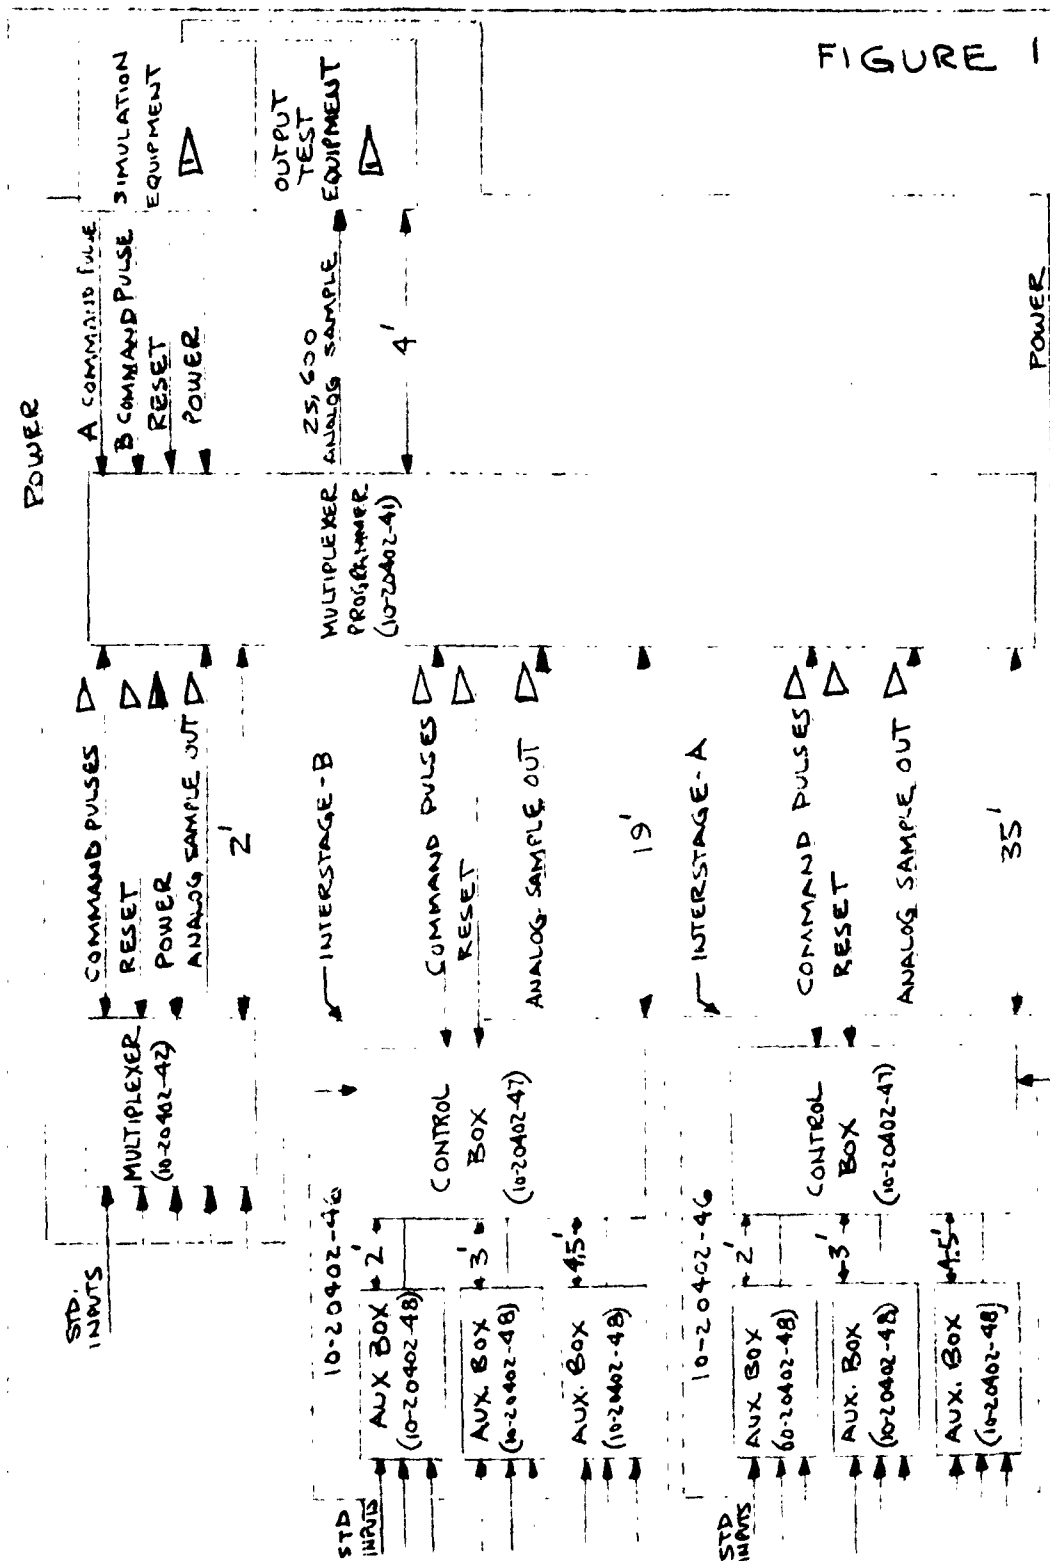 FIGURE 1
POWER
SIMULATION
EQUIPMENT
OUTPUT
TEST
EQUIPMENT
A COMMAND PULSE
B COMMAND PULSE
RESET
POWER
25,600
ANALOG SAMPLE
4'
MULTIPLEXER
PROGRAMMER
(10-20402-41)
COMMAND PULSES
RESET
POWER
ANALOG SAMPLE OUT
2'
INTERSTAGE-B
COMMAND PULSES
RESET
ANALOG SAMPLE OUT
19'
INTERSTAGE-A
COMMAND PULSES
RESET
ANALOG SAMPLE OUT
35'
POWER
MULTIPLEXER
(10-20402-42)
STD.
INPUTS
10-20402-46
CONTROL
BOX
(10-20402-47)
2'
3'
4.5'
AUX BOX
(10-20402-48)
AUX. BOX
(10-20402-48)
AUX. BOX
(10-20402-48)
STD
INPUTS
10-20402-46
CONTROL
BOX
(10-20402-47)
2'
3'
4.5'
AUX BOX
(10-20402-48)
AUX. BOX
(10-20402-48)
AUX. BOX
(10-20402-48)
STD
INPUTS